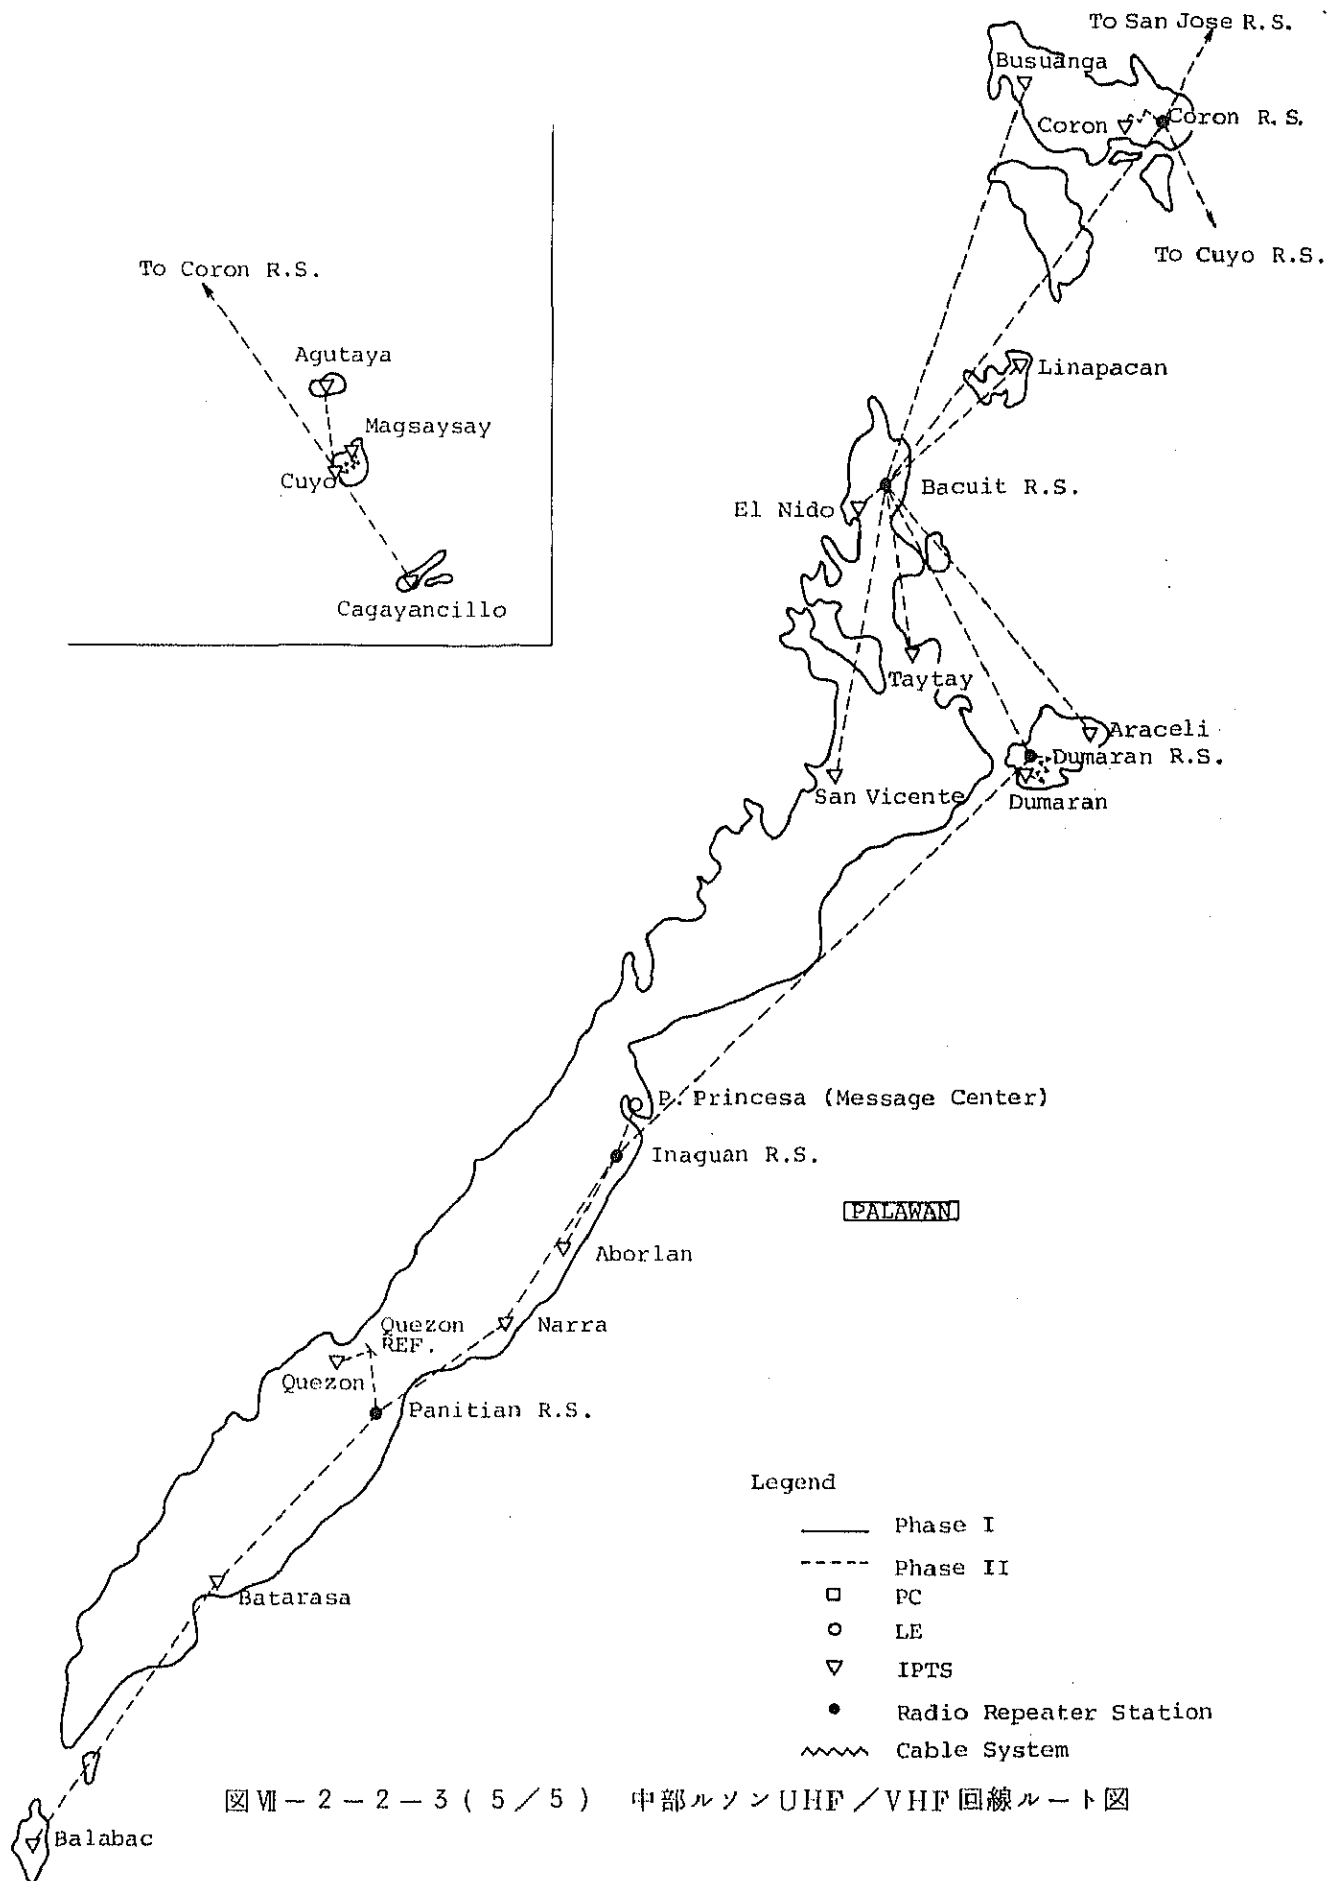 To San Jose R.S.
Busuanga
Coron
Coron R.S.
To Cuyo R.S.
To Coron R.S.
Agutaya
Magsaysay
Cuyo
Cagayancillo
Linapacan
Bacuit R.S.
El Nido
Taytay
Araceli
Dumaran R.S.
Dumaran
San Vicente
P. Princesa (Message Center)
Inaguan R.S.
PALAWAN
Aborlan
Narra
Quezon
REF.
Quezon
Panitian R.S.
Batarasa
Balabac
Legend
Phase I
Phase II
PC
LE
IPTS
Radio Repeater Station
Cable System
図Ⅶ-2-2-3(5/5) 中部ルソンUHF/VHF回線ルート図